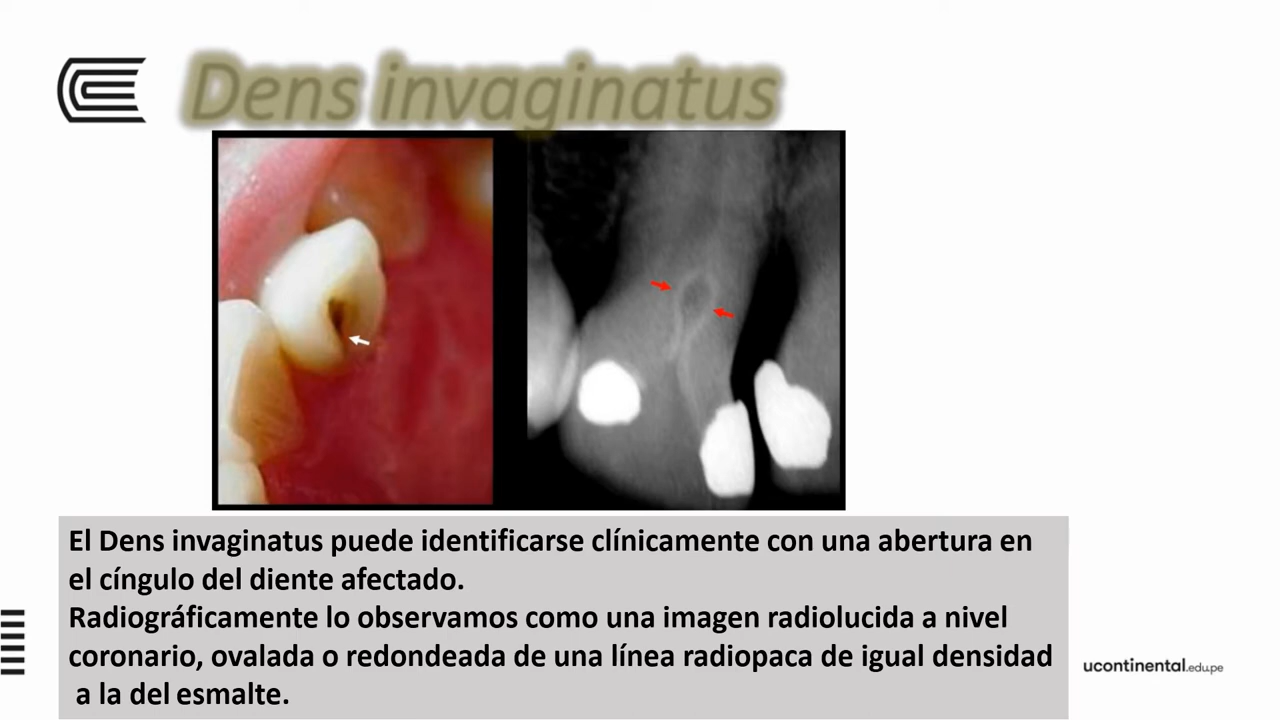 Dens invaginatus
El Dens invaginatus puede identificarse clínicamente con una abertura en
el cíngulo del diente afectado.
Radiográficamente lo observamos como una imagen radiolucida a nivel
coronario, ovalada o redondeada de una línea radiopaca de igual densidad
a la del esmalte.
ucontinental.edu.pe